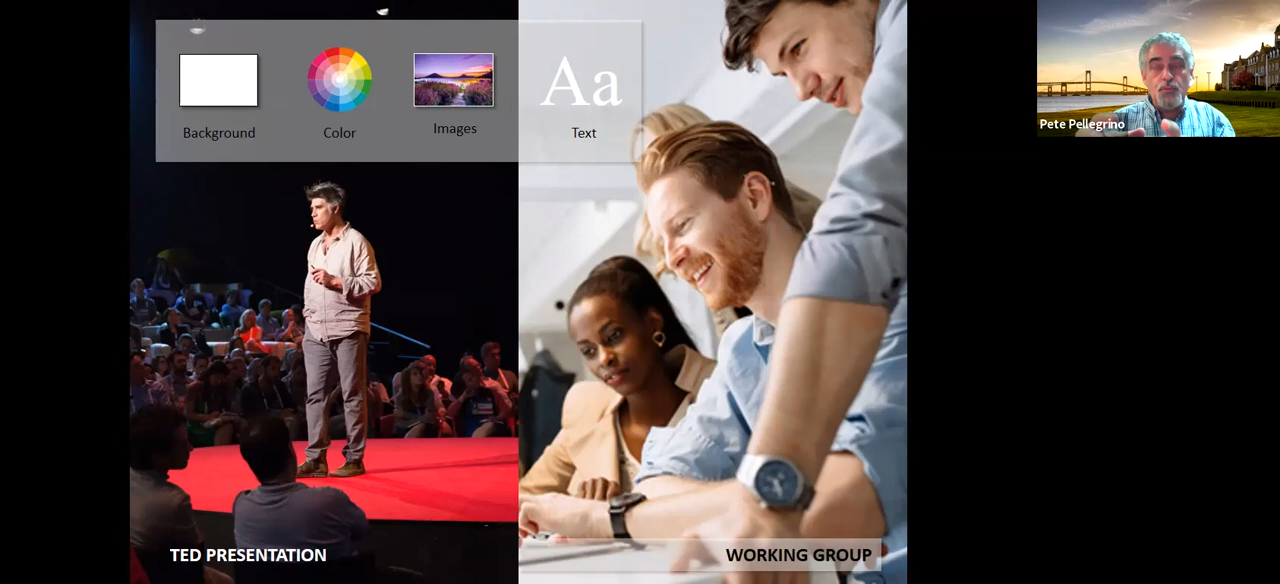 Background
Color
Images
Aa
Text
Pete Pellegrino
TED PRESENTATION
WORKING GROUP